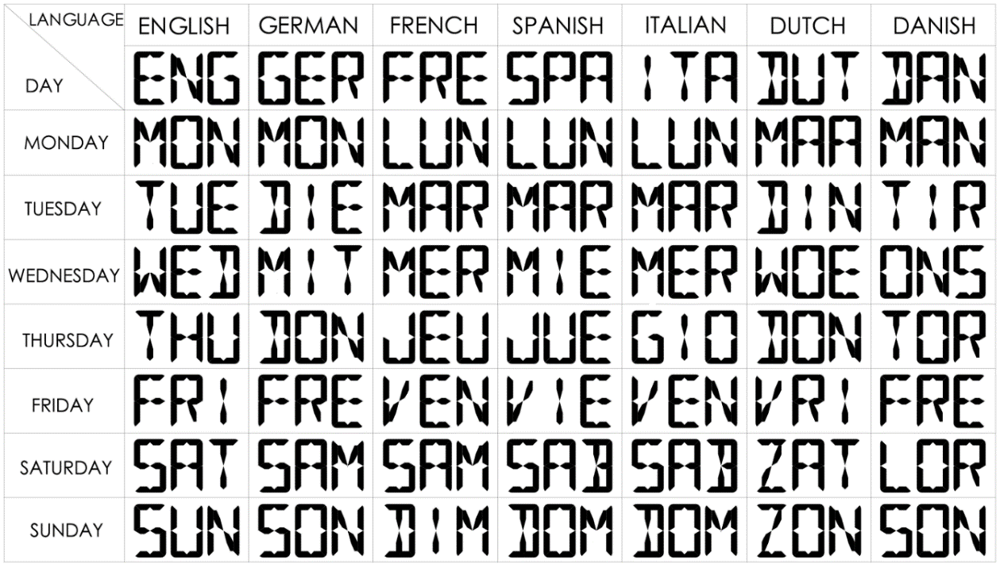 LANGUAGE ENGLISH GERMAN FRENCH SPANISH ITALIAN DUTCH DANISH
DAY ENG GER FRE SPA ITA DUT DAN
MONDAY MON MON LUN LUN LUN MAA MAN
TUESDAY TUE DIE MAR MAR MAR DIN TIR
WEDNESDAY WED MIT MER MIE MER WOE ONS
THURSDAY THU DON JEU JUE GIO DON TOR
FRIDAY FRI FRE VEN VIE VEN VRI FRE
SATURDAY SAT SAM SAM SAB SAB ZAT LOR
SUNDAY SUN SON DIM DOM DOM ZON SON